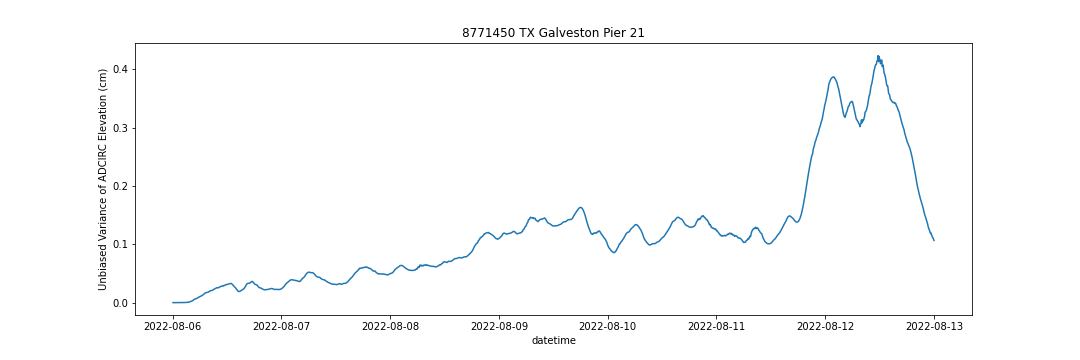 8771450 TX Galveston Pier 21
Unbiased Variance of ADCIRC Elevation (cm)
0.4
0.3
0.2
0.1
0.0
2022-08-06 2022-08-07 2022-08-08 2022-08-09 2022-08-10 2022-08-11 2022-08-12 2022-08-13
datetime